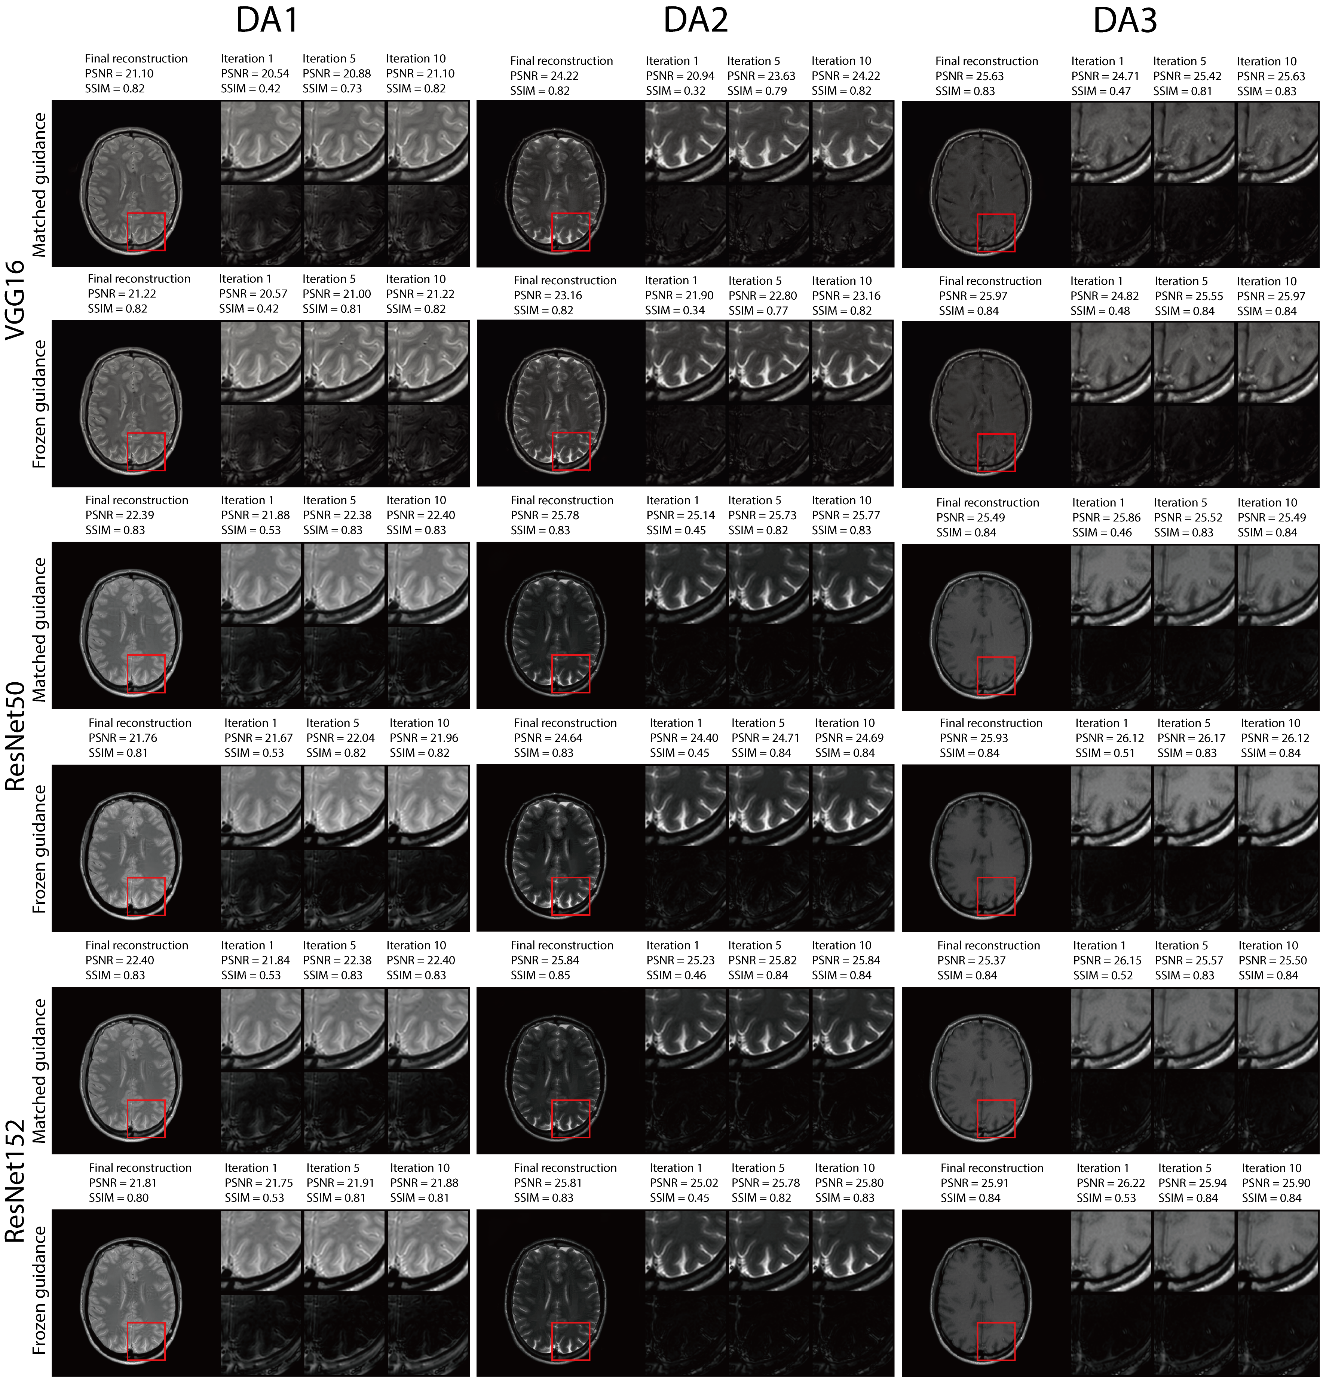 DA1
DA2
DA3
VGG16
Matched guidance
Final reconstruction
PSNR = 21.10
SSIM = 0.82
Iteration 1
PSNR = 20.54
SSIM = 0.42
Iteration 5
PSNR = 20.88
SSIM = 0.73
Iteration 10
PSNR = 21.10
SSIM = 0.82
Final reconstruction
PSNR = 24.22
SSIM = 0.82
Iteration 1
PSNR = 20.94
SSIM = 0.32
Iteration 5
PSNR = 23.63
SSIM = 0.79
Iteration 10
PSNR = 24.22
SSIM = 0.82
Final reconstruction
PSNR = 25.63
SSIM = 0.83
Iteration 1
PSNR = 24.71
SSIM = 0.47
Iteration 5
PSNR = 25.42
SSIM = 0.81
Iteration 10
PSNR = 25.63
SSIM = 0.83
Frozen guidance
Final reconstruction
PSNR = 21.22
SSIM = 0.82
Iteration 1
PSNR = 20.57
SSIM = 0.42
Iteration 5
PSNR = 21.00
SSIM = 0.81
Iteration 10
PSNR = 21.22
SSIM = 0.82
Final reconstruction
PSNR = 23.16
SSIM = 0.82
Iteration 1
PSNR = 21.90
SSIM = 0.34
Iteration 5
PSNR = 22.80
SSIM = 0.77
Iteration 10
PSNR = 23.16
SSIM = 0.82
Final reconstruction
PSNR = 25.97
SSIM = 0.84
Iteration 1
PSNR = 24.82
SSIM = 0.48
Iteration 5
PSNR = 25.55
SSIM = 0.84
Iteration 10
PSNR = 25.97
SSIM = 0.84
ResNet50
Matched guidance
Final reconstruction
PSNR = 22.39
SSIM = 0.83
Iteration 1
PSNR = 21.88
SSIM = 0.53
Iteration 5
PSNR = 22.38
SSIM = 0.83
Iteration 10
PSNR = 22.40
SSIM = 0.83
Final reconstruction
PSNR = 25.78
SSIM = 0.83
Iteration 1
PSNR = 25.14
SSIM = 0.45
Iteration 5
PSNR = 25.73
SSIM = 0.82
Iteration 10
PSNR = 25.77
SSIM = 0.83
Final reconstruction
PSNR = 25.49
SSIM = 0.84
Iteration 1
PSNR = 25.86
SSIM = 0.46
Iteration 5
PSNR = 25.52
SSIM = 0.83
Iteration 10
PSNR = 25.49
SSIM = 0.84
Frozen guidance
Final reconstruction
PSNR = 21.76
SSIM = 0.81
Iteration 1
PSNR = 21.67
SSIM = 0.53
Iteration 5
PSNR = 22.04
SSIM = 0.82
Iteration 10
PSNR = 21.96
SSIM = 0.82
Final reconstruction
PSNR = 24.64
SSIM = 0.83
Iteration 1
PSNR = 24.40
SSIM = 0.45
Iteration 5
PSNR = 24.71
SSIM = 0.84
Iteration 10
PSNR = 24.69
SSIM = 0.84
Final reconstruction
PSNR = 25.93
SSIM = 0.84
Iteration 1
PSNR = 26.12
SSIM = 0.51
Iteration 5
PSNR = 26.17
SSIM = 0.83
Iteration 10
PSNR = 26.12
SSIM = 0.84
ResNet152
Matched guidance
Final reconstruction
PSNR = 22.40
SSIM = 0.83
Iteration 1
PSNR = 21.84
SSIM = 0.53
Iteration 5
PSNR = 22.38
SSIM = 0.83
Iteration 10
PSNR = 22.40
SSIM = 0.83
Final reconstruction
PSNR = 25.84
SSIM = 0.85
Iteration 1
PSNR = 25.23
SSIM = 0.46
Iteration 5
PSNR = 25.82
SSIM = 0.84
Iteration 10
PSNR = 25.84
SSIM = 0.84
Final reconstruction
PSNR = 25.37
SSIM = 0.84
Iteration 1
PSNR = 26.15
SSIM = 0.52
Iteration 5
PSNR = 25.57
SSIM = 0.83
Iteration 10
PSNR = 25.50
SSIM = 0.84
Frozen guidance
Final reconstruction
PSNR = 21.81
SSIM = 0.80
Iteration 1
PSNR = 21.75
SSIM = 0.53
Iteration 5
PSNR = 21.91
SSIM = 0.81
Iteration 10
PSNR = 21.88
SSIM = 0.81
Final reconstruction
PSNR = 25.81
SSIM = 0.83
Iteration 1
PSNR = 25.02
SSIM = 0.45
Iteration 5
PSNR = 25.78
SSIM = 0.82
Iteration 10
PSNR = 25.80
SSIM = 0.83
Final reconstruction
PSNR = 25.91
SSIM = 0.84
Iteration 1
PSNR = 26.22
SSIM = 0.53
Iteration 5
PSNR = 25.94
SSIM = 0.84
Iteration 10
PSNR = 25.90
SSIM = 0.84